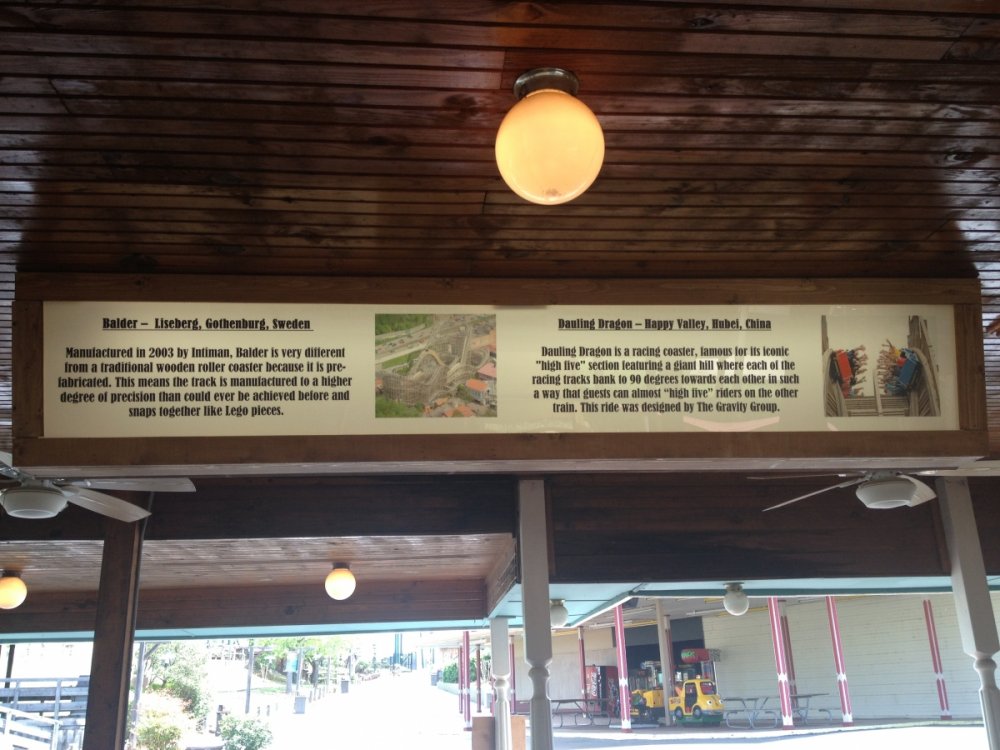 Balder – Liseberg, Gothenburg, Sweden
Manufactured in 2003 by Intiman, Balder is very different
from a traditional wooden roller coaster because it is pre-
fabricated. This means the track is manufactured to a higher
degree of precision than could ever be achieved before and
snaps together like Lego pieces.
Dauling Dragon – Happy Valley, Hubei, China
Dauling Dragon is a racing coaster, famous for its iconic
"high five" section featuring a giant hill where each of the
racing tracks bank to 90 degrees towards each other in such
a way that guests can almost "high five" riders on the other
train. This ride was designed by The Gravity Group.